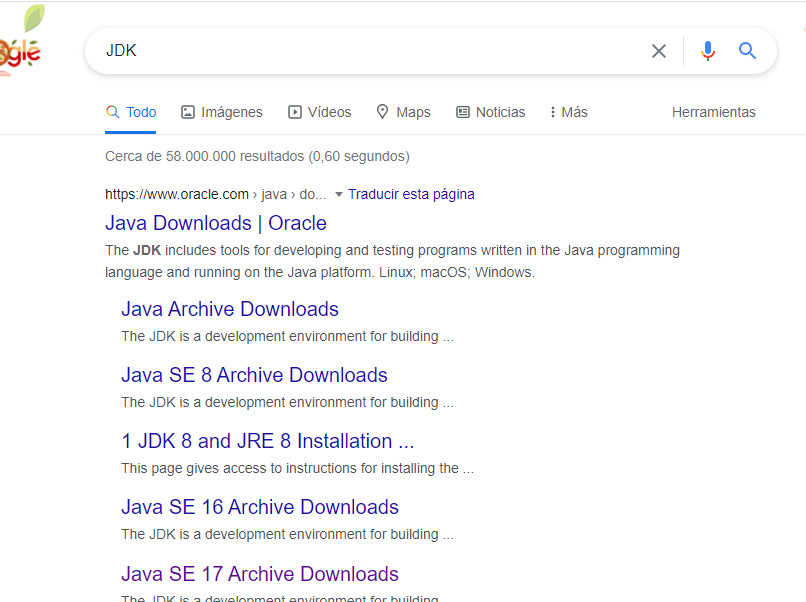 JDK
Todo Imágenes Vídeos Maps Noticias Más Herramientas
Cerca de 58.000.000 resultados (0,60 segundos)
https://www.oracle.com › java › do... Traducir esta página
Java Downloads | Oracle
The JDK includes tools for developing and testing programs written in the Java programming
language and running on the Java platform. Linux; macOS; Windows.
Java Archive Downloads
The JDK is a development environment for building ...
Java SE 8 Archive Downloads
The JDK is a development environment for building ...
1 JDK 8 and JRE 8 Installation ...
This page gives access to instructions for installing the ...
Java SE 16 Archive Downloads
The JDK is a development environment for building ...
Java SE 17 Archive Downloads
The JDK is a development environment for building